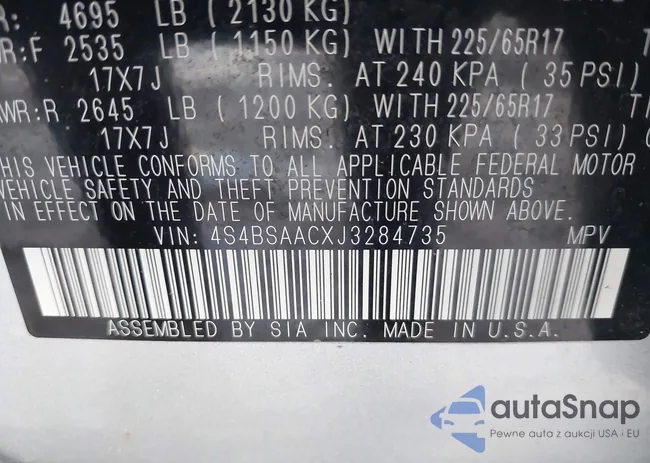 4695 LB ( 2130 KG)
WR:F 2535 LB ( 1150 KG) WITH 225/65R17
17X7J RIMS. AT 240 KPA ( 35 PSI)
AWR:R 2645 LB ( 1200 KG) WITH 225/65R17
17X7J RIMS. AT 230 KPA ( 33 PSI)
THIS VEHICLE CONFORMS TO ALL APPLICABLE FEDERAL MOTOR
VEHICLE SAFETY AND THEFT PREVENTION STANDARDS
IN EFFECT ON THE DATE OF MANUFACTURE SHOWN ABOVE.
VIN: 4S4BSAACXJ3284735 MPV
ASSEMBLED BY SIA INC. MADE IN U.S.A.
autaSnap
Pewne auta z aukcji USA i EU